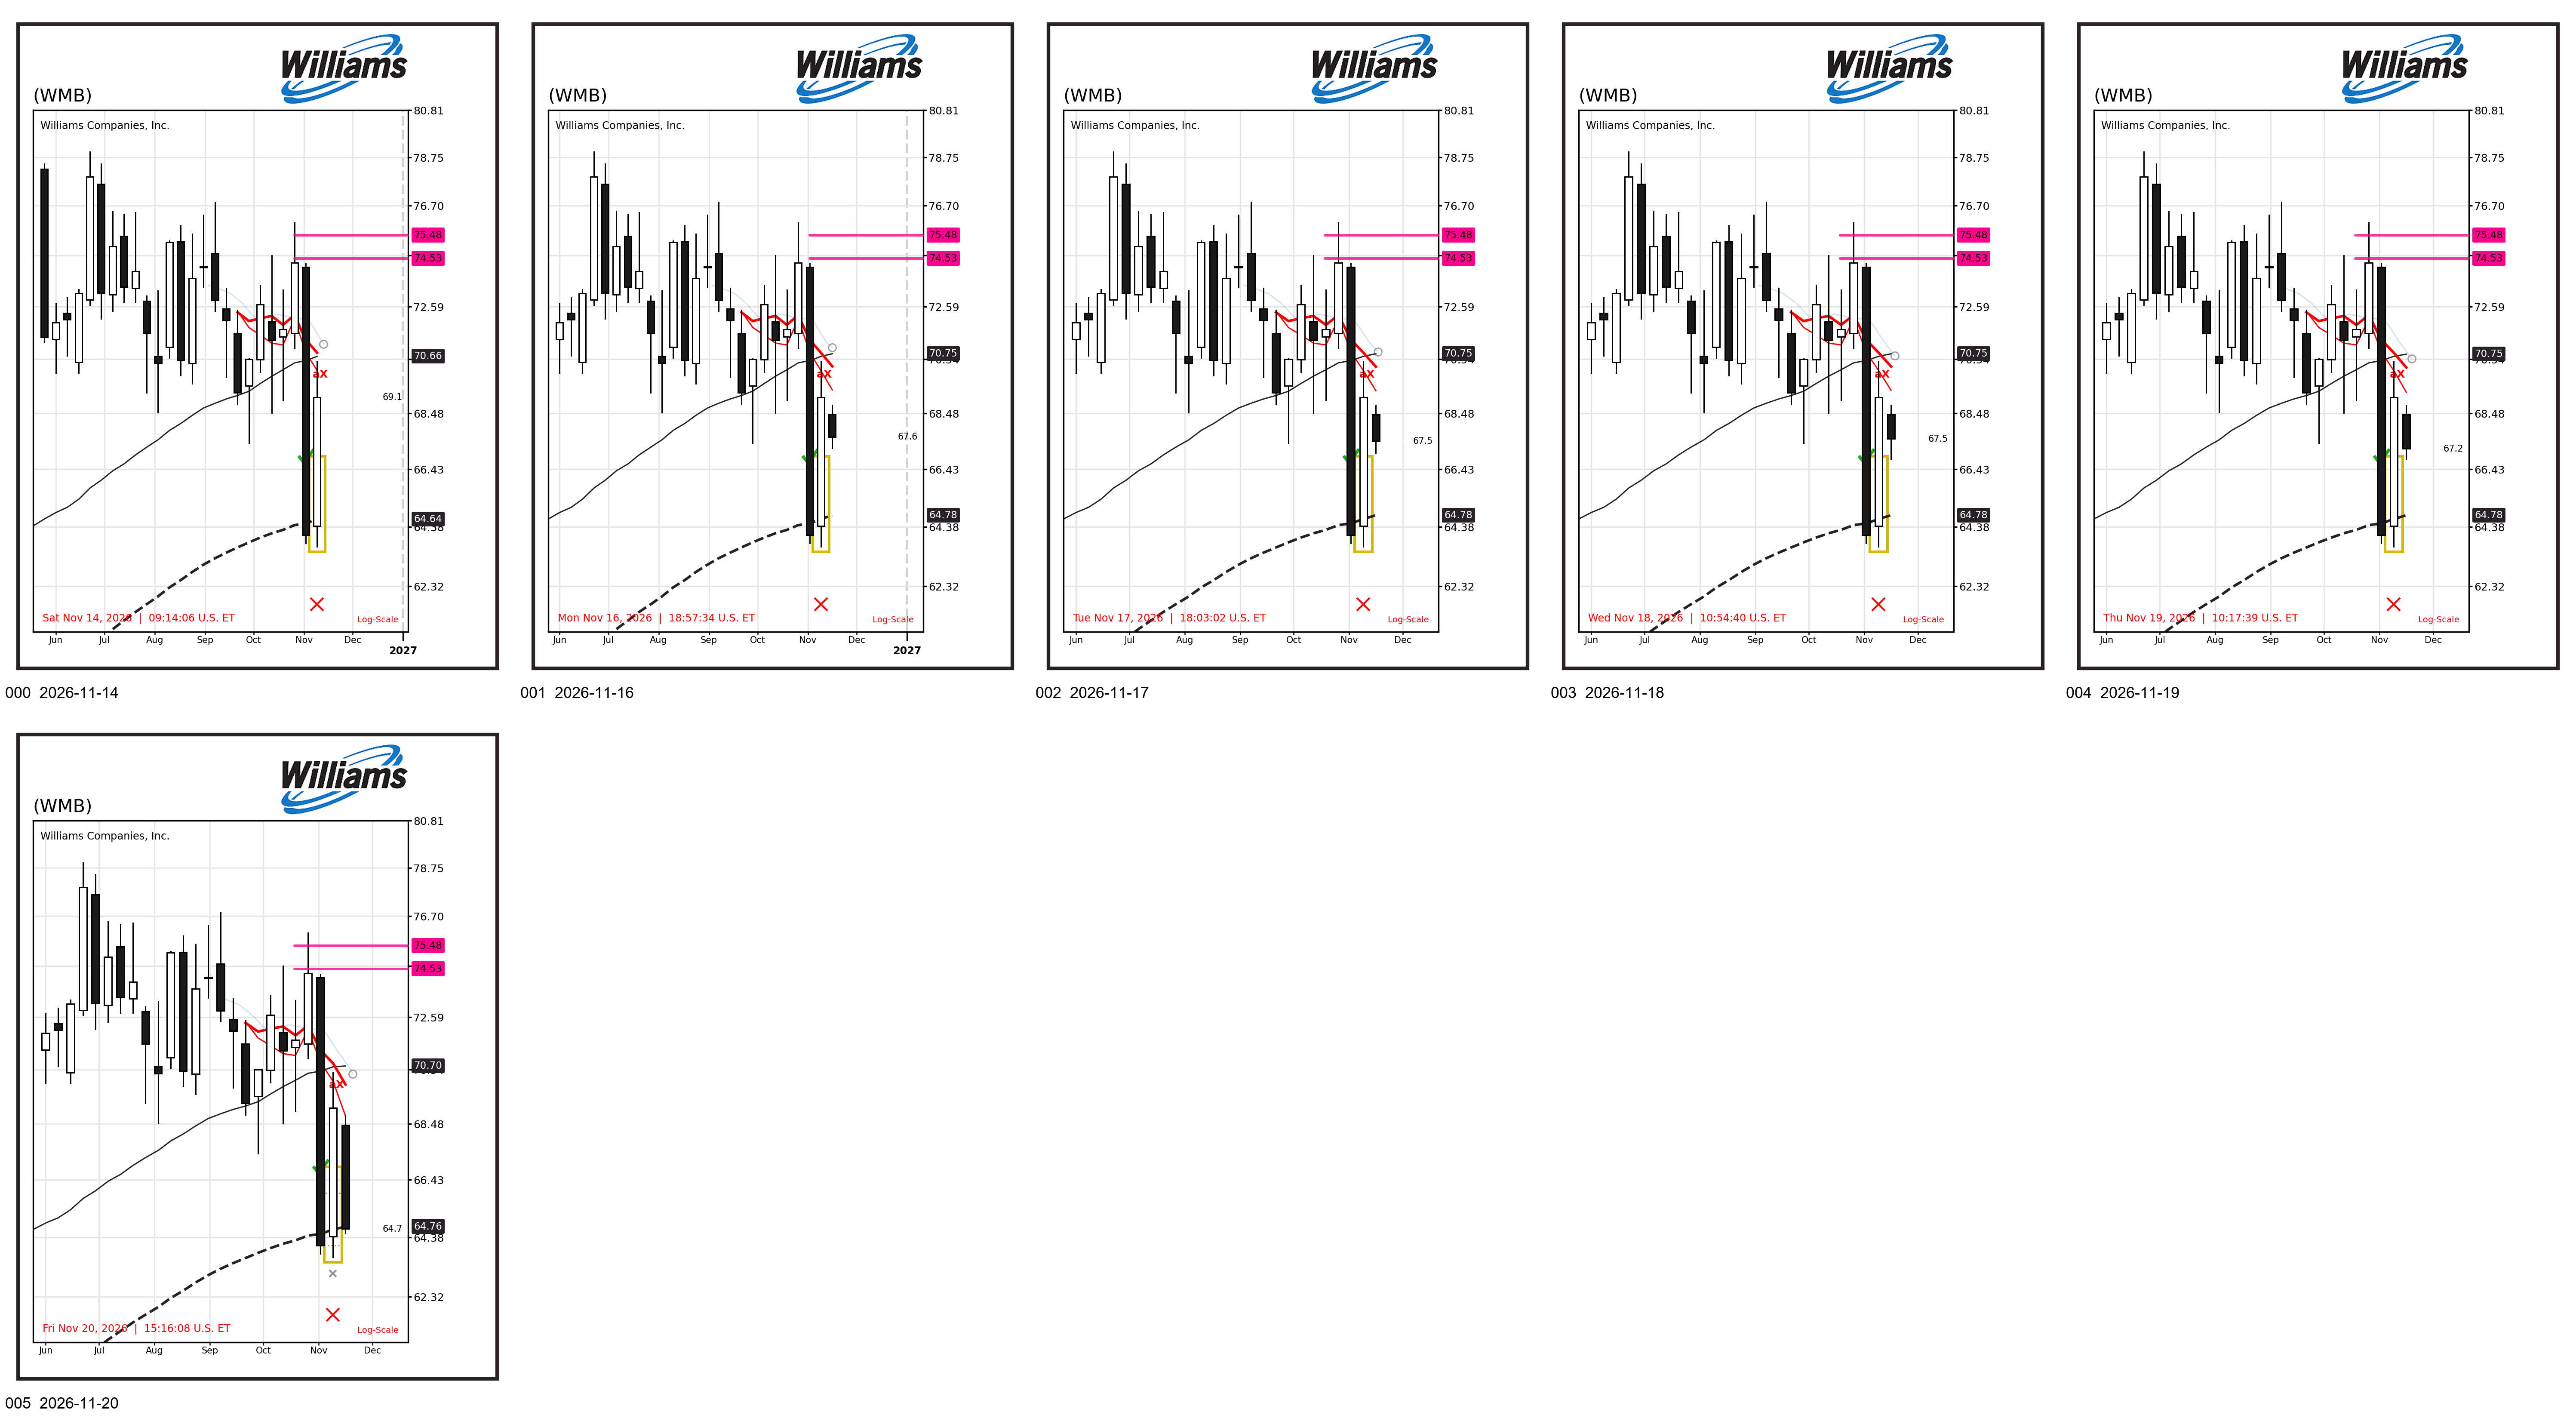 Williams
(WMB)
Williams Companies, Inc.
80.81
78.75
76.70
75.48
74.53
72.59
70.66
69.1
aX
68.48
66.43
64.64
64.38
62.32
Sat Nov 14, 2026 | 09:14:06 U.S. ET
Log-Scale
Jun Jul Aug Sep Oct Nov Dec
2027
000 2026-11-14
Williams
(WMB)
Williams Companies, Inc.
80.81
78.75
76.70
75.48
74.53
72.59
70.75
70.54
aX
68.48
67.6
66.43
64.78
64.38
62.32
Mon Nov 16, 2026 | 18:57:34 U.S. ET
Log-Scale
Jun Jul Aug Sep Oct Nov Dec
2027
001 2026-11-16
Williams
(WMB)
Williams Companies, Inc.
80.81
78.75
76.70
75.48
74.53
72.59
70.75
70.54
aX
68.48
67.5
66.43
64.78
64.38
62.32
Tue Nov 17, 2026 | 18:03:02 U.S. ET
Log-Scale
Jun Jul Aug Sep Oct Nov Dec
002 2026-11-17
Williams
(WMB)
Williams Companies, Inc.
80.81
78.75
76.70
75.48
74.53
72.59
70.75
70.54
aX
68.48
67.5
66.43
64.78
64.38
62.32
Wed Nov 18, 2026 | 10:54:40 U.S. ET
Log-Scale
Jun Jul Aug Sep Oct Nov Dec
003 2026-11-18
Williams
(WMB)
Williams Companies, Inc.
80.81
78.75
76.70
75.48
74.53
72.59
70.75
70.54
aX
68.48
67.2
66.43
64.78
64.38
62.32
Thu Nov 19, 2026 | 10:17:39 U.S. ET
Log-Scale
Jun Jul Aug Sep Oct Nov Dec
004 2026-11-19
Williams
(WMB)
Williams Companies, Inc.
80.81
78.75
76.70
75.48
74.53
72.59
70.70
aX
68.48
66.43
64.7
64.76
64.38
62.32
Fri Nov 20, 2026 | 15:16:08 U.S. ET
Log-Scale
Jun Jul Aug Sep Oct Nov Dec
005 2026-11-20